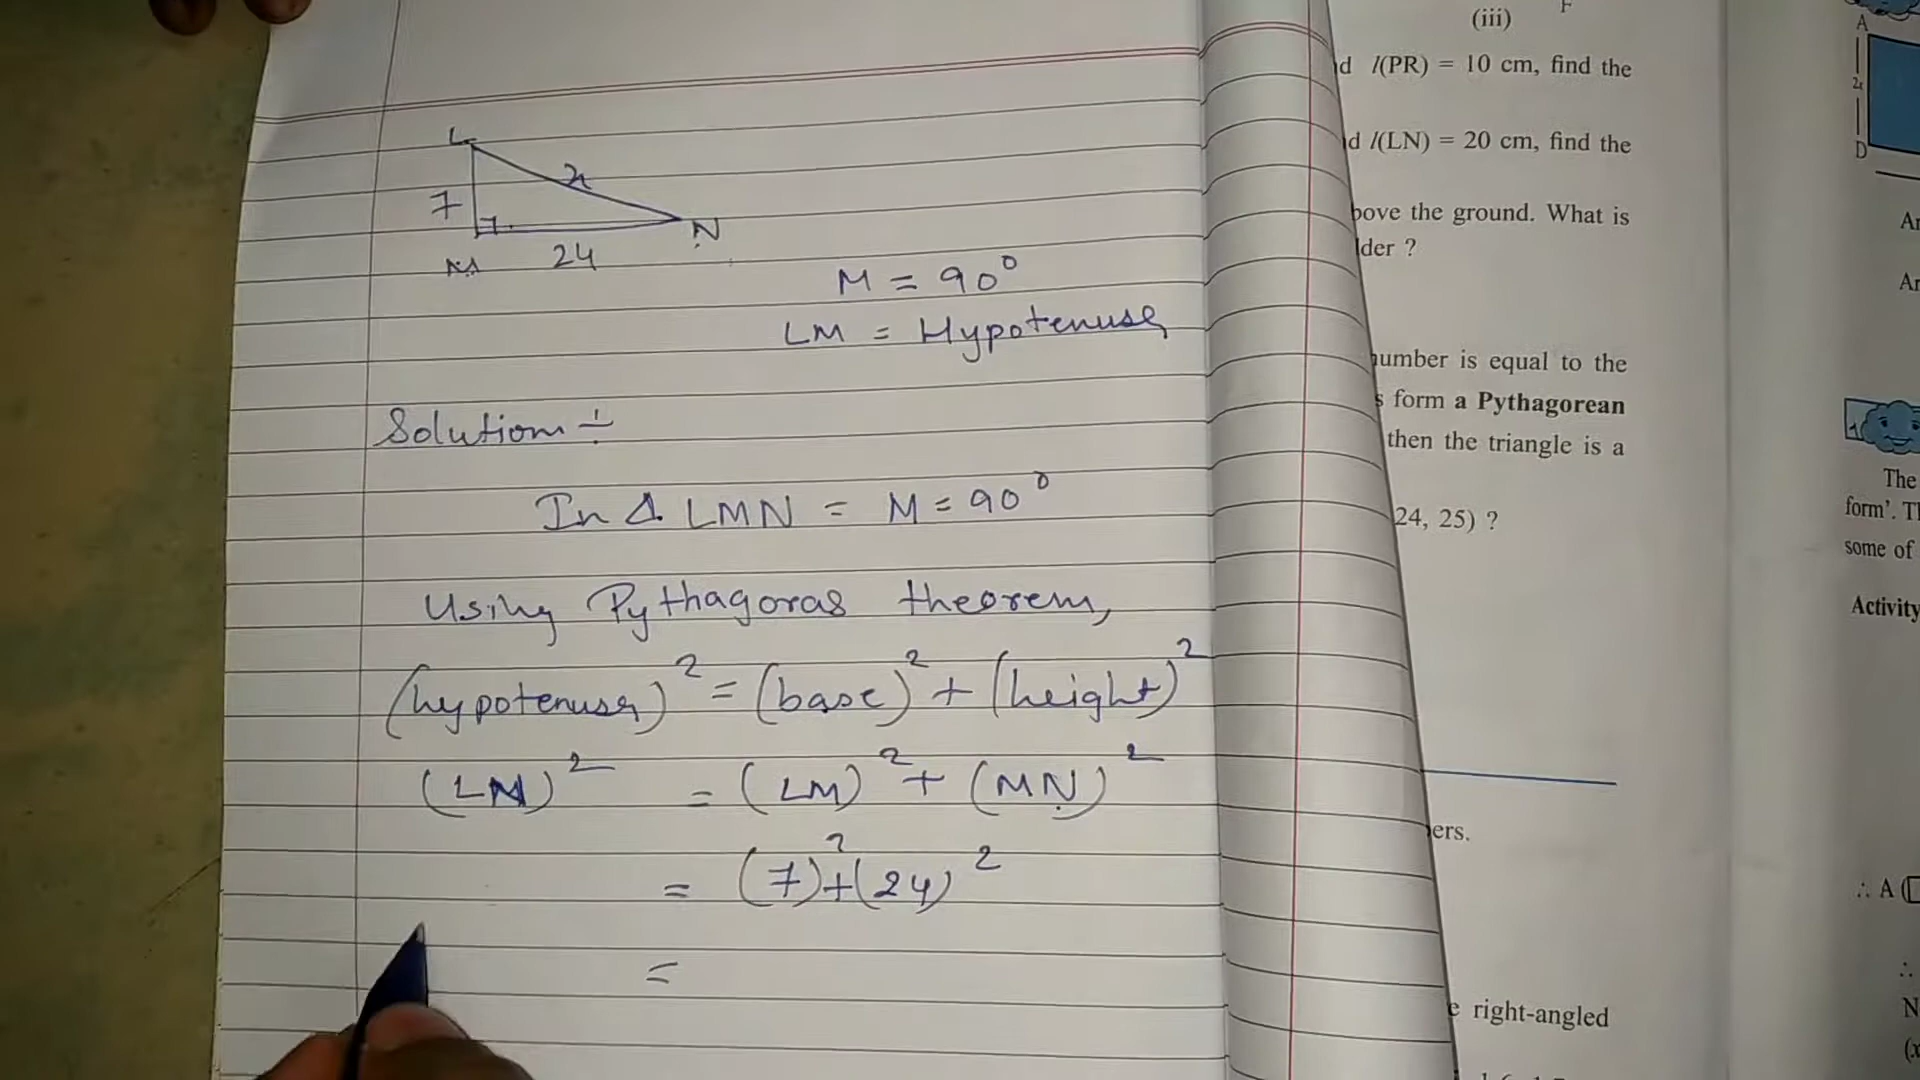 L
7 x
M 24 N
M = 90°
LM = Hypotenuse
Solution ÷
In Δ LMN = M = 90°
Using Pythagoras theorem,
(hypotenuse)² = (base)² + (height)²
(LN)² = (LM)² + (MN)²
= (7)² + (24)²
=
(iii) F
d l(PR) = 10 cm, find the
d l(LN) = 20 cm, find the
bove the ground. What is
lder ?
number is equal to the
s form a Pythagorean
then the triangle is a
24, 25) ?
ers.
e right-angled
A
D
The
form'. T
some of
Activity
∴ A
∴
N
(x